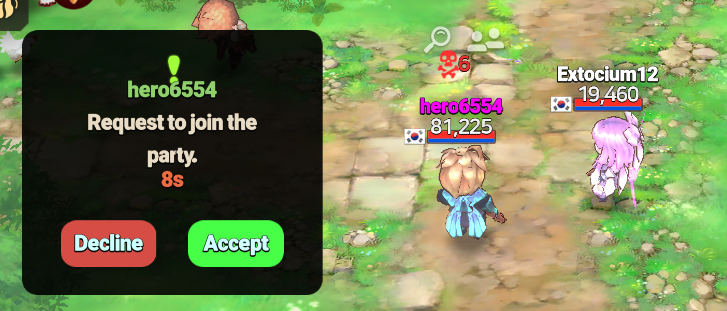 hero6554
Request to join the
party.
8s
Decline
Accept
6
hero6554
81,225
Extocium12
19,460